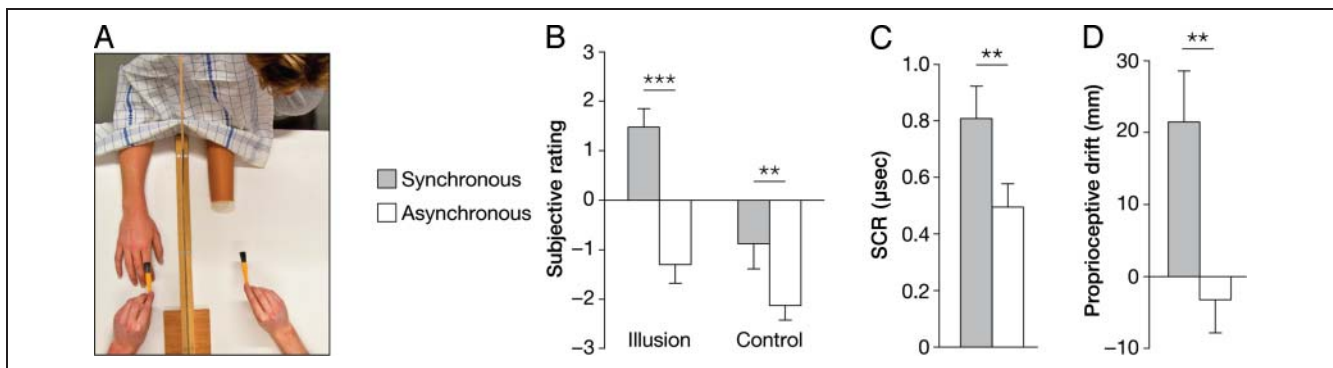 A
B
C
D
Synchronous
Asynchronous
Subjective rating
3
2
1
0
−1
−2
−3
***
**
Illusion
Control
SCR (μsec)
1.0
0.8
0.6
0.4
0.2
0
**
Proprioceptive drift (mm)
30
20
10
0
−10
**